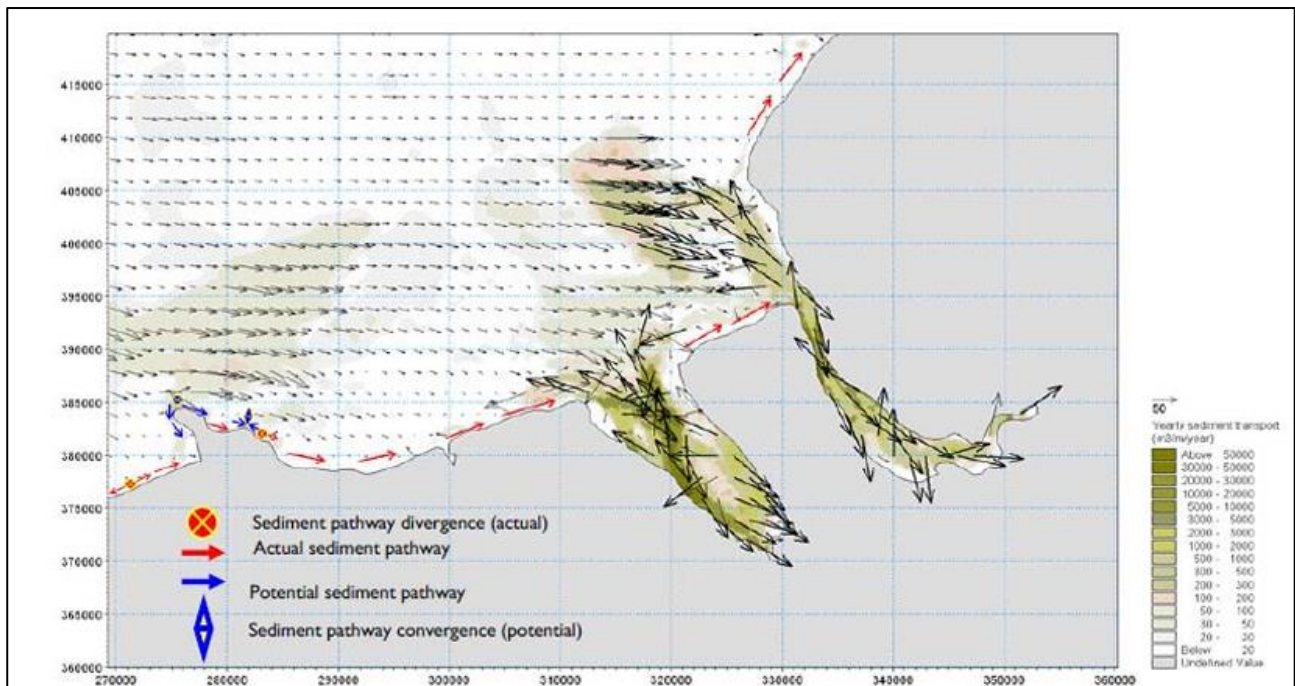 415000
410000
405000
400000
395000
390000
385000
380000
375000
370000
365000
360000
270000 280000 290000 300000 310000 320000 330000 340000 350000 360000
Sediment pathway divergence (actual)
Actual sediment pathway
Potential sediment pathway
Sediment pathway convergence (potential)
50
Yearly sediment transport
(m3/m/year)
Above 50000
30000 - 50000
20000 - 30000
10000 - 20000
5000 - 10000
3000 - 5000
2000 - 5000
1000 - 2000
500 - 1000
300 - 500
200 - 300
100 - 200
50 - 100
30 - 50
20 - 30
Below 20
Undefined Value